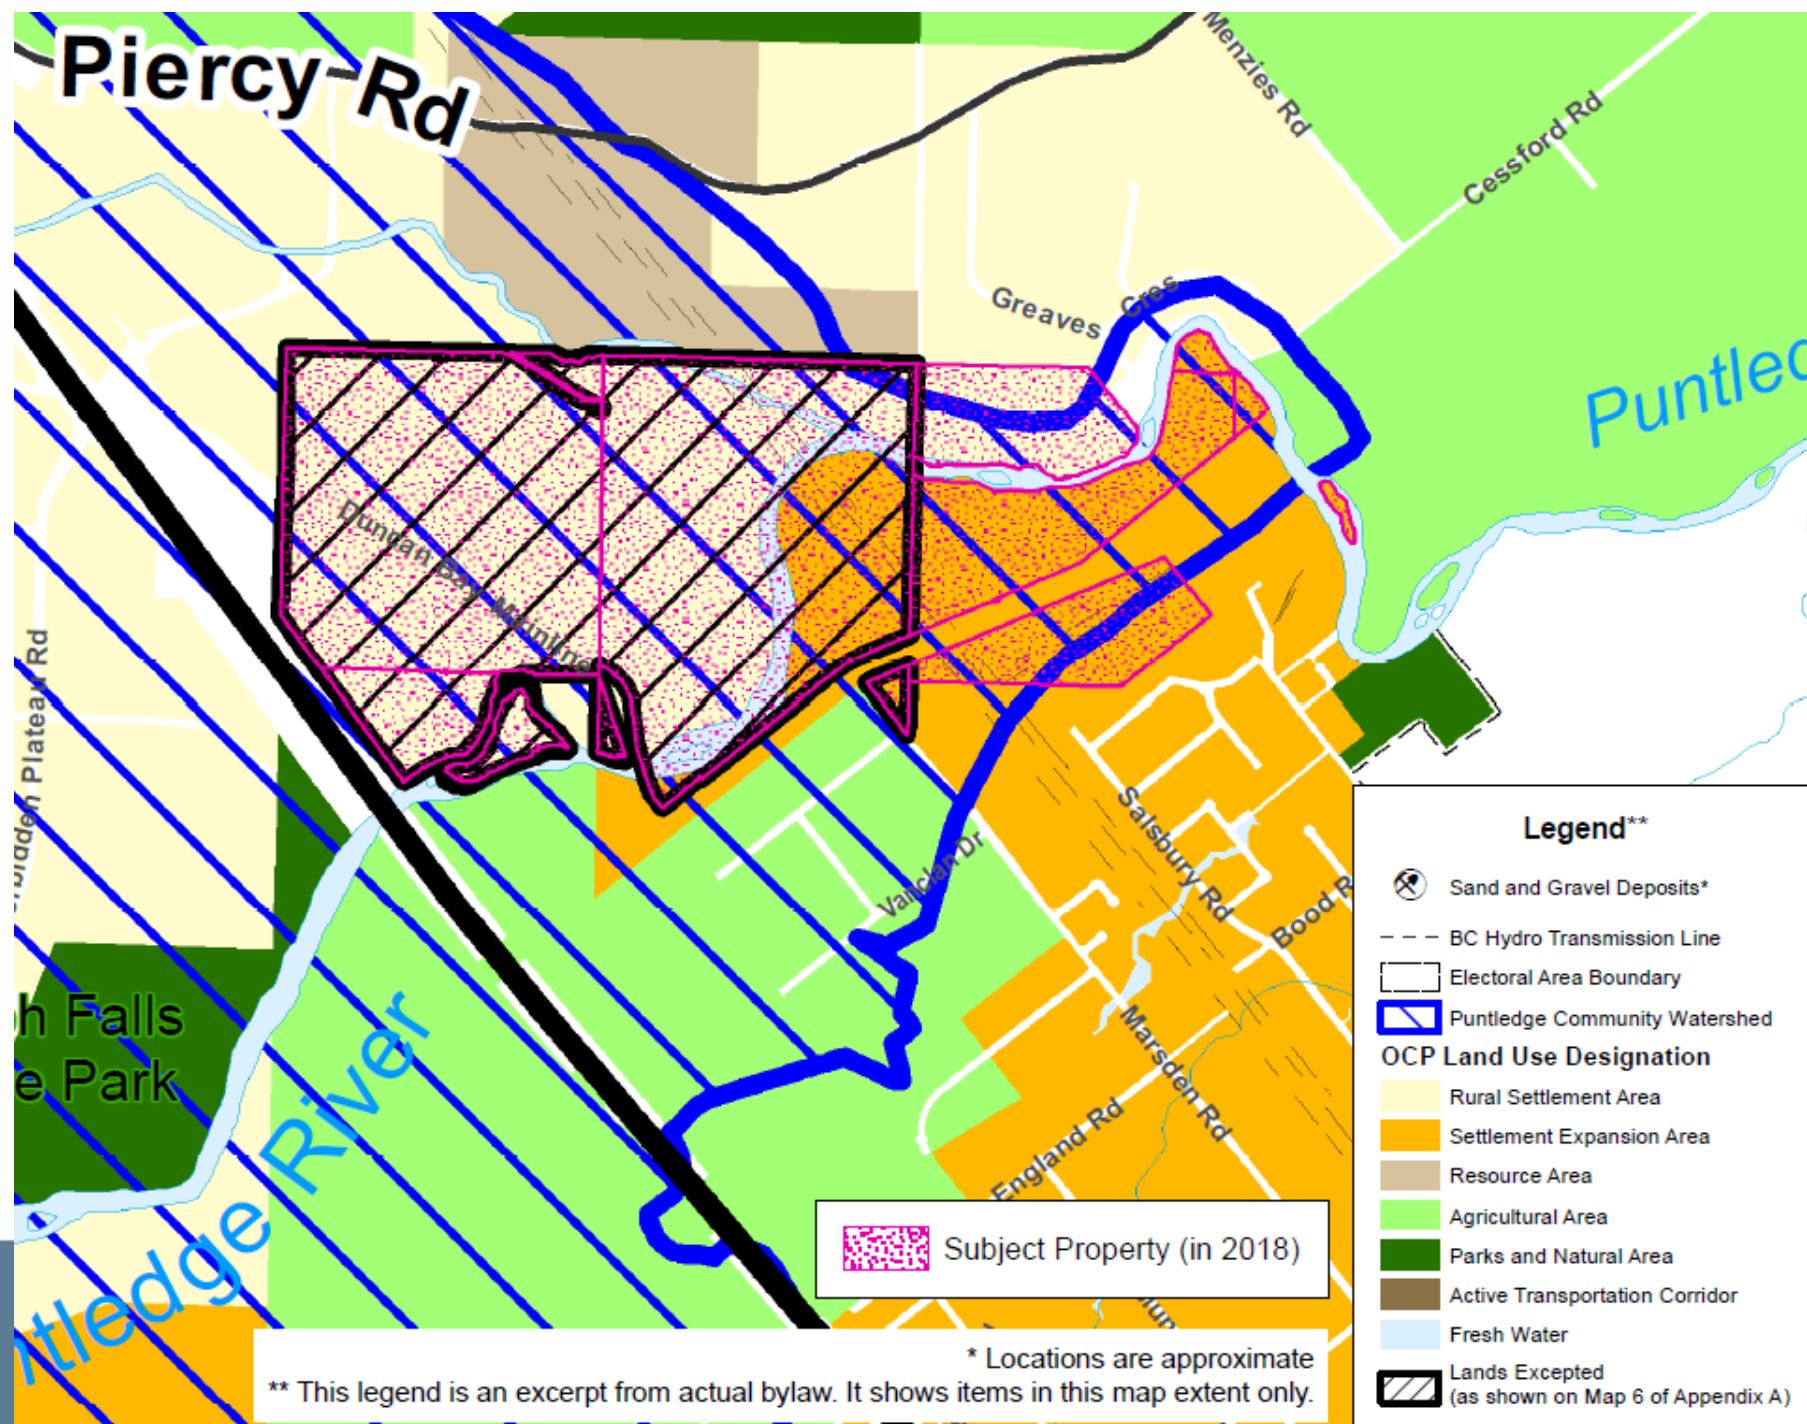 Piercy Rd
Menzies Rd
Cessford Rd
Greaves Cres
Duncan Bay Mainline
Salsbury Rd
Vanclan Dr
Marsden Rd
England Rd
Falls
Park
River
Legend**
Sand and Gravel Deposits*
BC Hydro Transmission Line
Electoral Area Boundary
Puntledge Community Watershed
OCP Land Use Designation
Rural Settlement Area
Settlement Expansion Area
Resource Area
Agricultural Area
Parks and Natural Area
Active Transportation Corridor
Fresh Water
Lands Excepted
(as shown on Map 6 of Appendix A)
Subject Property (in 2018)
* Locations are approximate
** This legend is an excerpt from actual bylaw. It shows items in this map extent only.
Plateau Rd
Bood